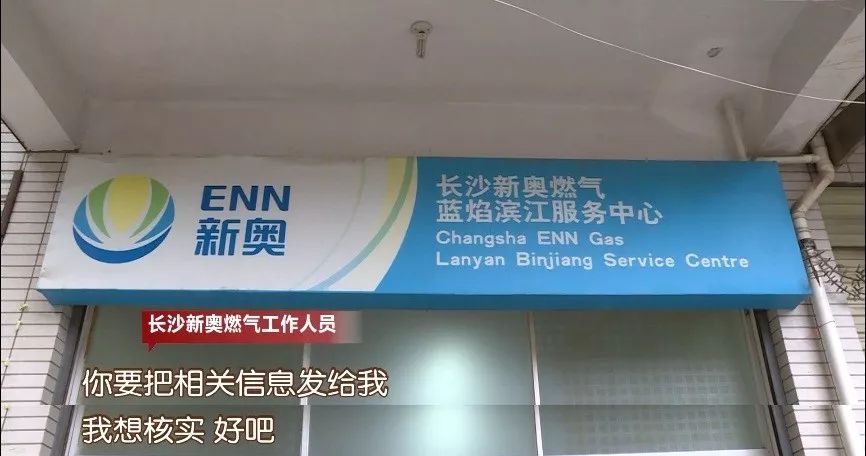 ENN
新奥
长沙新奥燃气
蓝焰滨江服务中心
Changsha ENN Gas
Lanyan Binjiang Service Centre
长沙新奥燃气工作人员
你要把相关信息发给我
我想核实 好吧